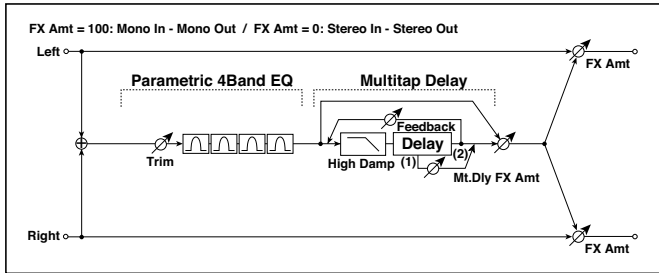 FX Amt = 100: Mono In - Mono Out / FX Amt = 0: Stereo In - Stereo Out
Left
FX Amt
Parametric 4Band EQ
Multitap Delay
Feedback
Trim
High Damp
Delay
(1)
(2)
Mt.Dly FX Amt
Right
FX Amt